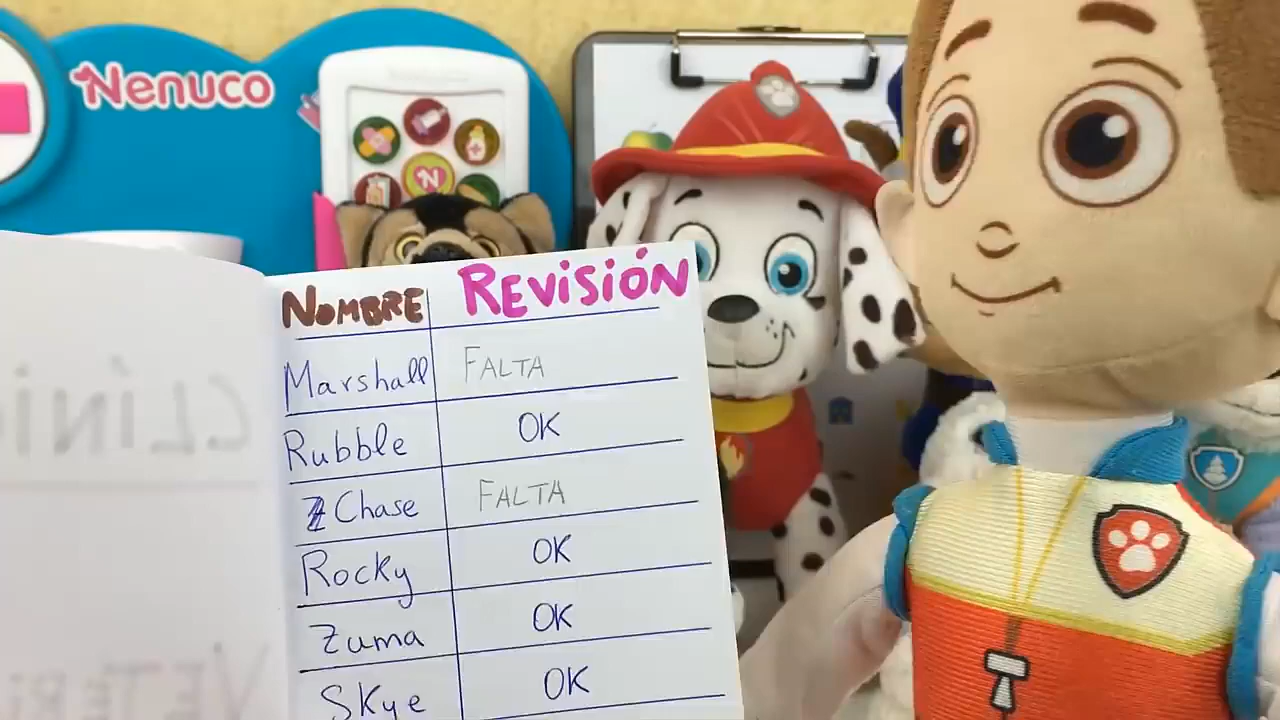 Nenuco
N
NOMBRE REVISIÓN
Marshall FALTA
Rubble OK
Chase FALTA
Rocky OK
Zuma OK
Skye OK